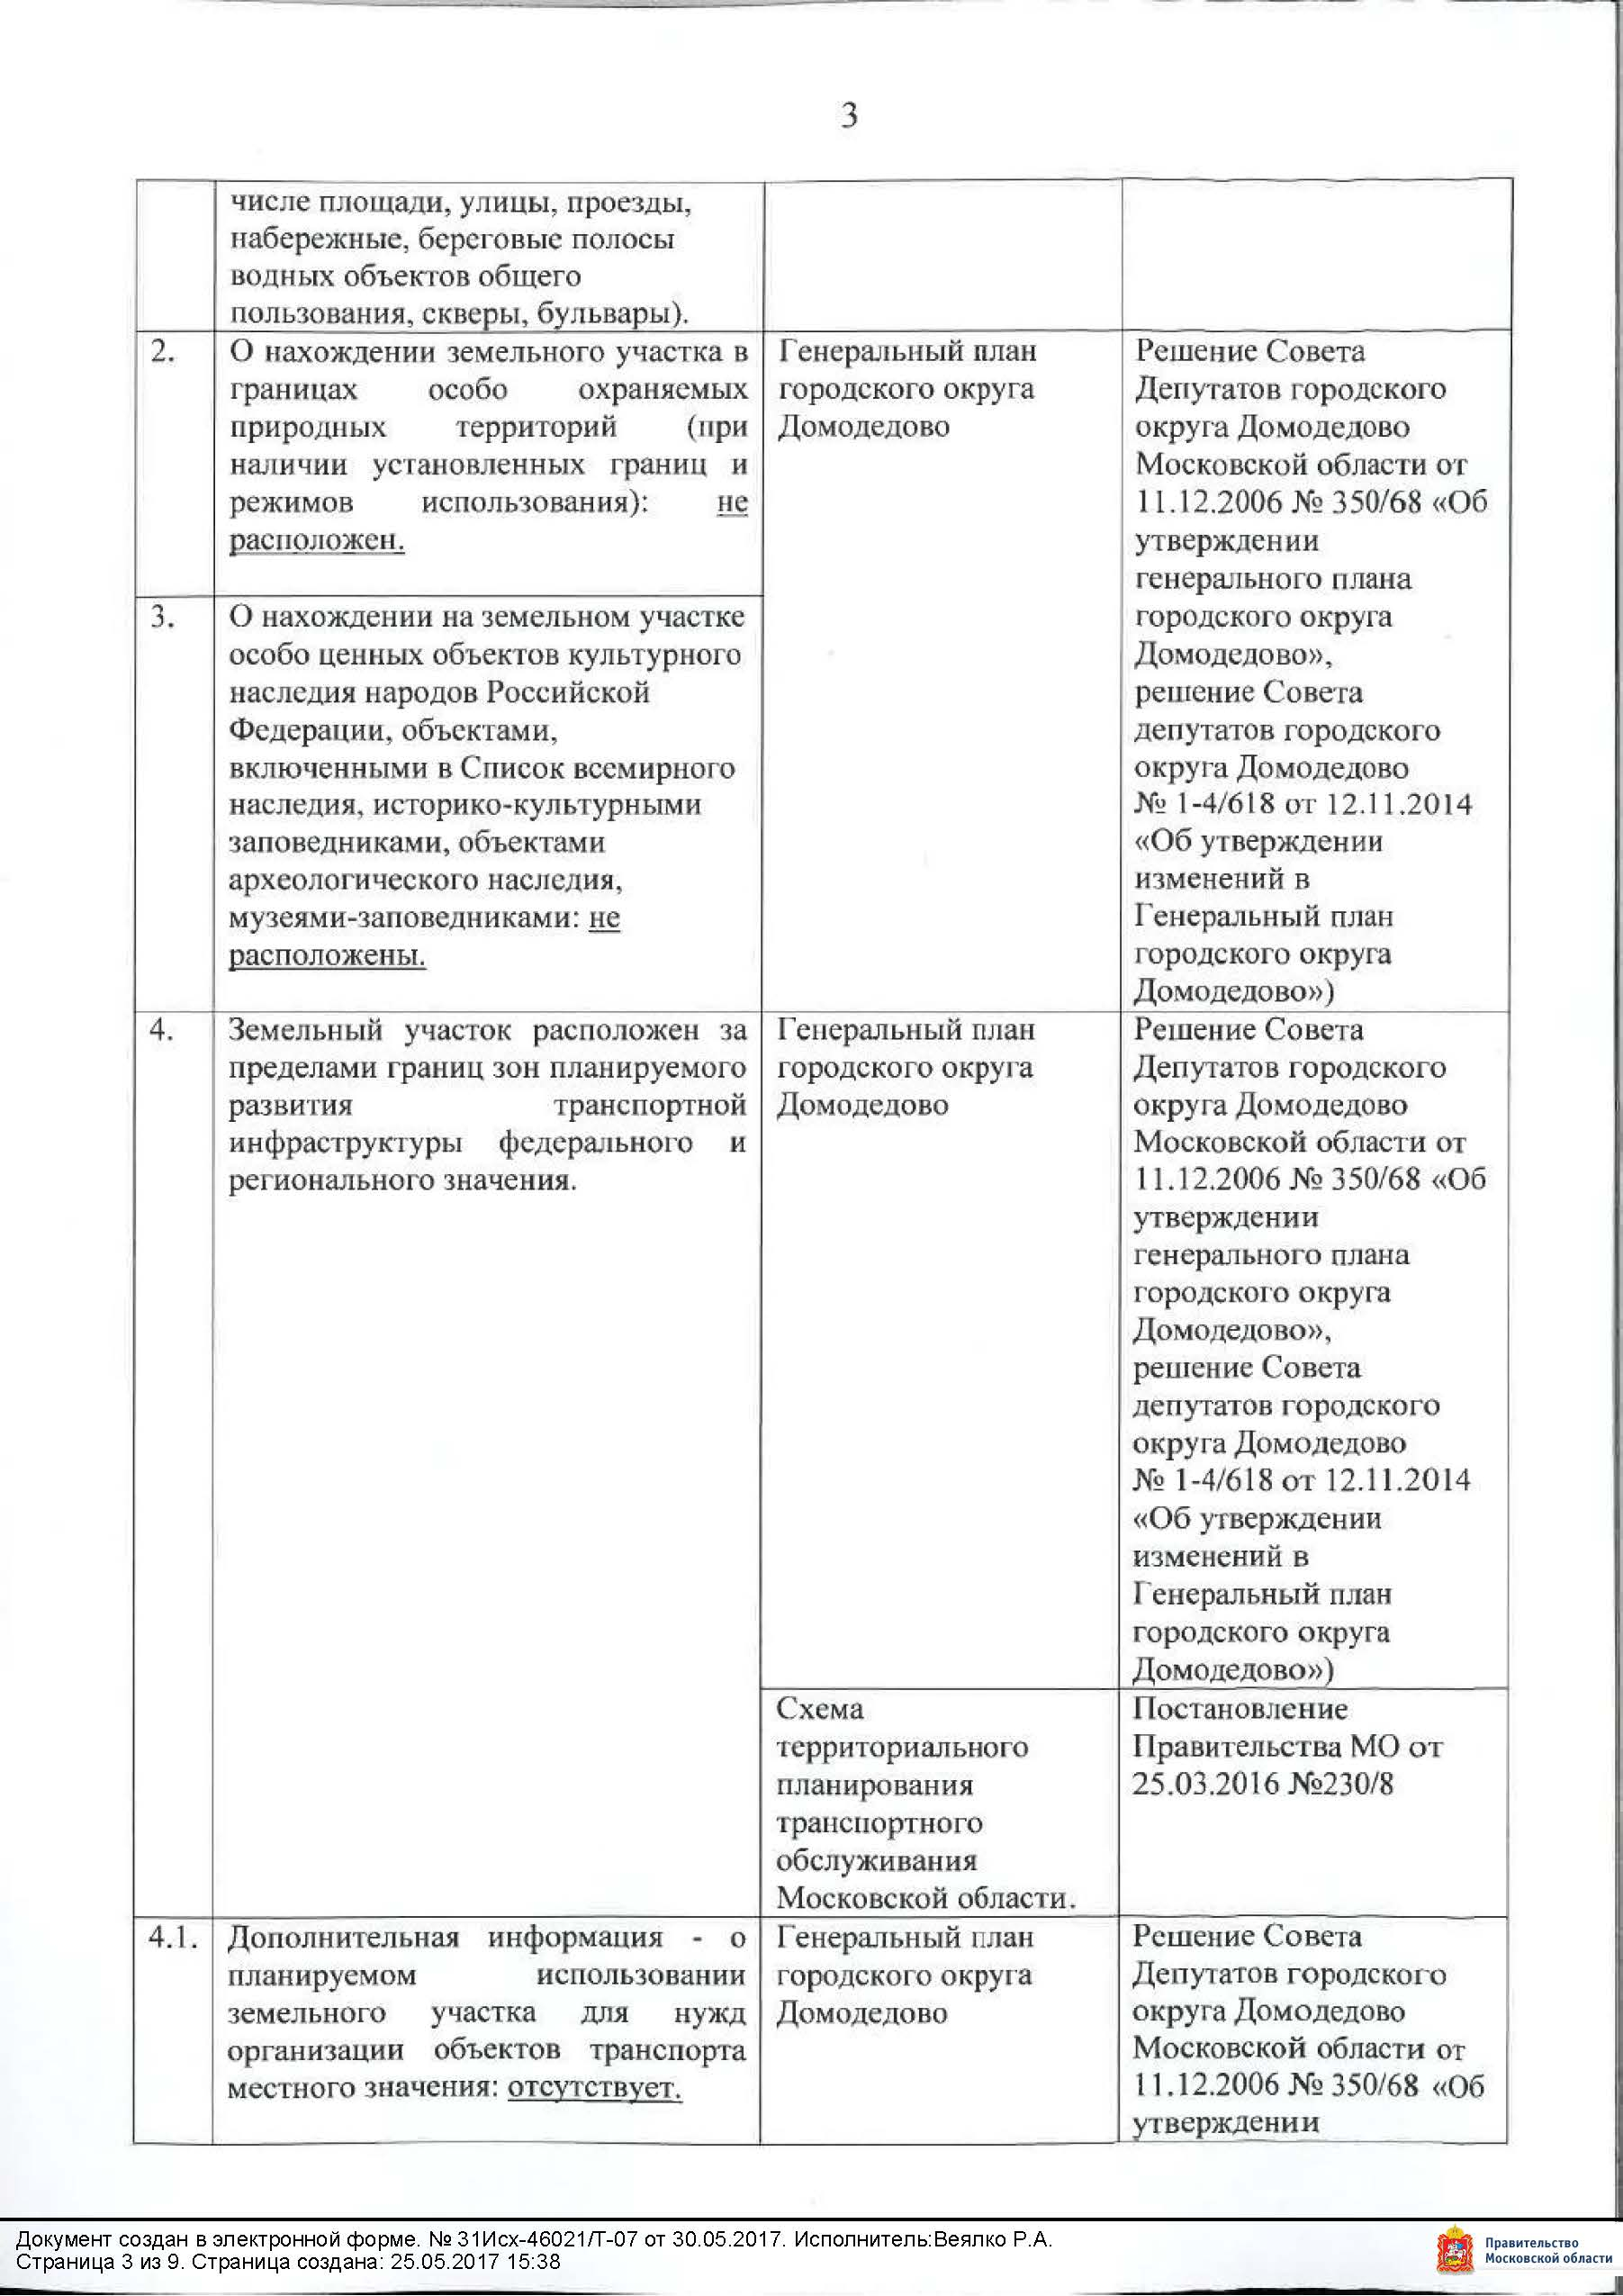 3
числе площади, улицы, проезды,
набережные, береговые полосы
водных объектов общего
пользования, скверы, бульвары).
2.
О нахождении земельного участка в
границах особо охраняемых
природных территорий (при
наличии установленных границ и
режимов использования): не
расположен.
Генеральный план
городского округа
Домодедово
Решение Совета
Депутатов городского
округа Домодедово
Московской области от
11.12.2006 № 350/68 «Об
утверждении
генерального плана
городского округа
Домодедово»,
решение Совета
депутатов городского
округа Домодедово
№ 1-4/618 от 12.11.2014
«Об утверждении
изменений в
Генеральный план
городского округа
Домодедово»)
3.
О нахождении на земельном участке
особо ценных объектов культурного
наследия народов Российской
Федерации, объектами,
включенными в Список всемирного
наследия, историко-культурными
заповедниками, объектами
археологического наследия,
музеями-заповедниками: не
расположены.
4.
Земельный участок расположен за
пределами границ зон планируемого
развития транспортной
инфраструктуры федерального и
регионального значения.
Генеральный план
городского округа
Домодедово
Решение Совета
Депутатов городского
округа Домодедово
Московской области от
11.12.2006 № 350/68 «Об
утверждении
генерального плана
городского округа
Домодедово»,
решение Совета
депутатов городского
округа Домодедово
№ 1-4/618 от 12.11.2014
«Об утверждении
изменений в
Генеральный план
городского округа
Домодедово»)
Схема
территориального
планирования
транспортного
обслуживания
Московской области.
Постановление
Правительства МО от
25.03.2016 №230/8
4.1.
Дополнительная информация - о
планируемом использовании
земельного участка для нужд
организации объектов транспорта
местного значения: отсутствует.
Генеральный план
городского округа
Домодедово
Решение Совета
Депутатов городского
округа Домодедово
Московской области от
11.12.2006 № 350/68 «Об
утверждении
Документ создан в электронной форме. № 31Исх-46021/Т-07 от 30.05.2017. Исполнитель:Веялко Р.А.
Страница 3 из 9. Страница создана: 25.05.2017 15:38
Правительство
Московской области